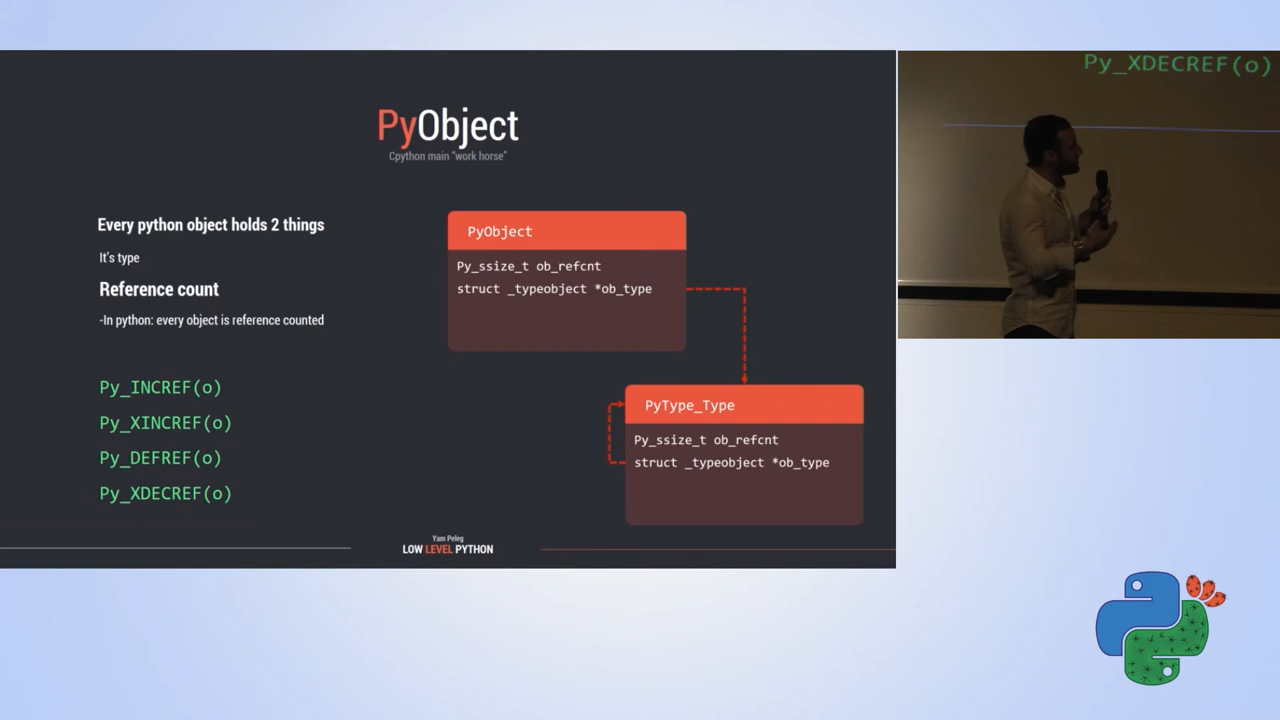 PyObject
Cpython main "work horse"
Every python object holds 2 things
It's type
Reference count
-In python: every object is reference counted
Py_INCREF(o)
Py_XINCREF(o)
Py_DEFREF(o)
Py_XDECREF(o)
PyObject
Py_ssize_t ob_refcnt
struct _typeobject *ob_type
PyType_Type
Py_ssize_t ob_refcnt
struct _typeobject *ob_type
Yam Peleg
LOW LEVEL PYTHON
Py_XDECREF(o)